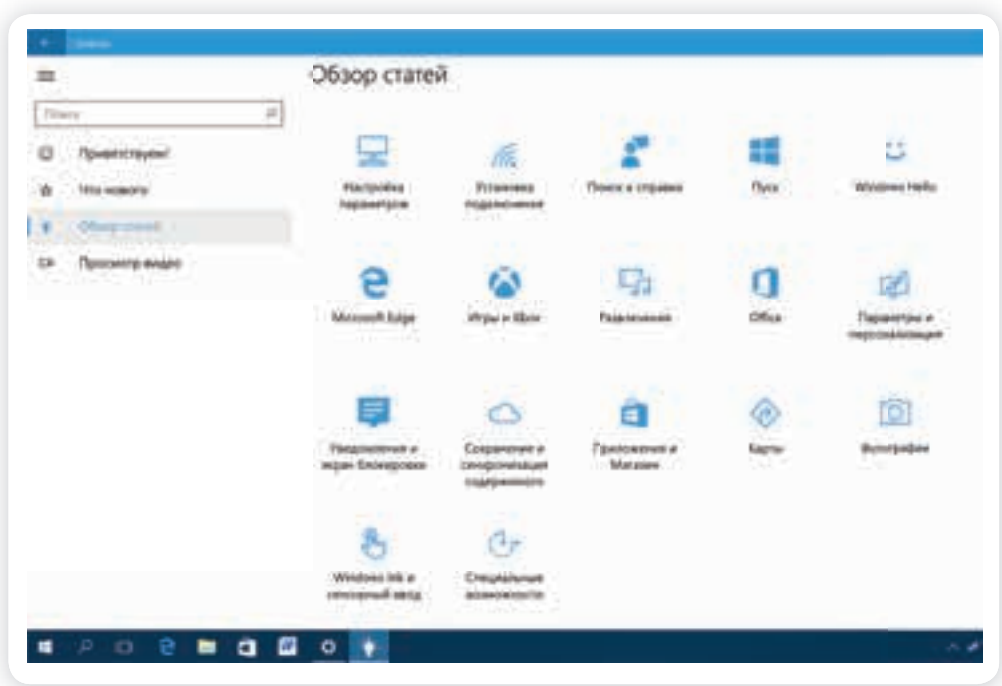 Обзор статей
Поиск
Приветствуем!
Что нового
Обзор статей
Просмотр видео
Настройка
параметров
Установка
подключения
Поиск и справка
Пуск
Windows Hello
Microsoft Edge
Игры и Xbox
Развлечения
Office
Параметры и
персонализация
Уведомления и
экран блокировки
Сохранение и
синхронизация
содержимого
Приложения и
Магазин
Карты
Фотографии
Windows Ink и
сенсорный ввод
Специальные
возможности